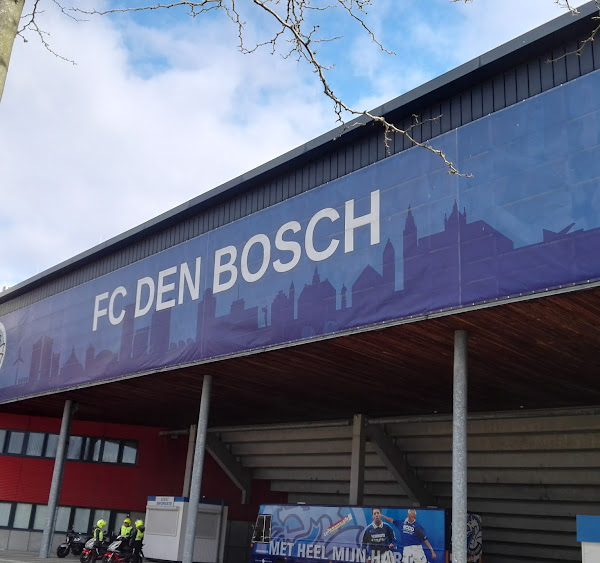 FC DEN BOSCH
MET HEEL MIJN HART